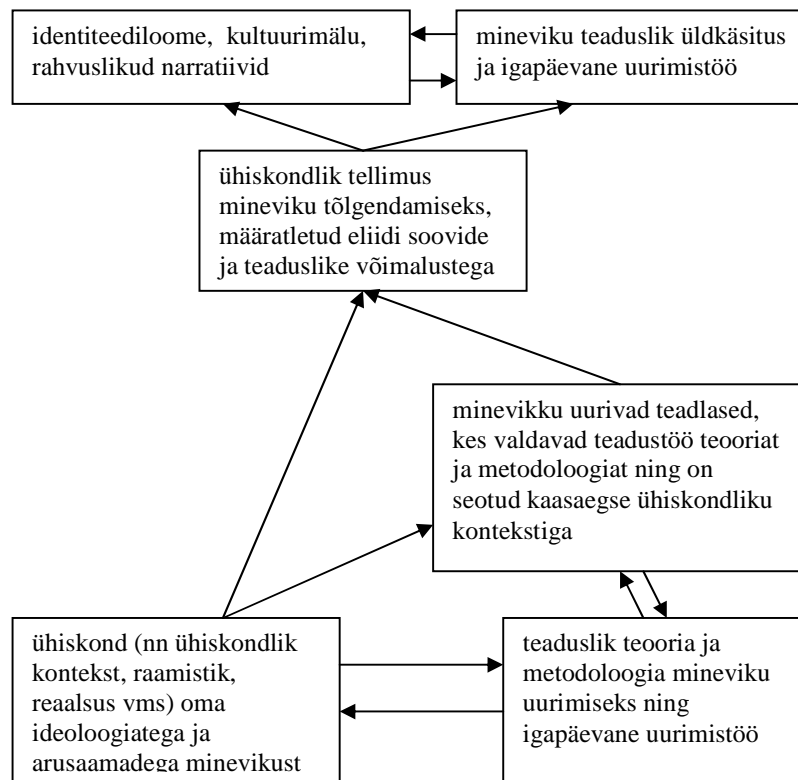 identiteediloome, kultuurimälu,
rahvuslikud narratiivid
mineviku teaduslik üldkäsitus
ja igapäevane uurimistöö
ühiskondlik tellimus
mineviku tõlgendamiseks,
määratletud eliidi soovide
ja teaduslike võimalustega
minevikku uurivad teadlased,
kes valdavad teadustöö teooriat
ja metodoloogiat ning on
seotud kaasaegse ühiskondliku
kontekstiga
ühiskond (nn ühiskondlik
kontekst, raamistik,
reaalsus vms) oma
ideoloogiatega ja
arusaamadega minevikust
teaduslik teooria ja
metodoloogia mineviku
uurimiseks ning
igapäevane uurimistöö